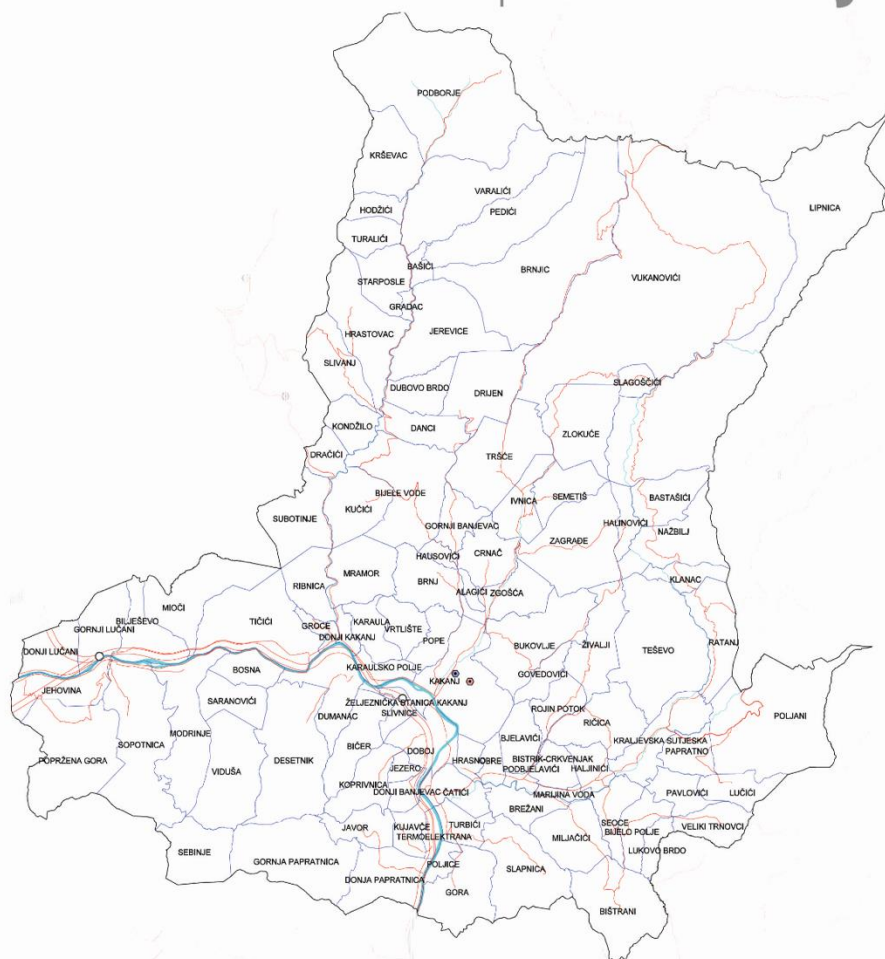 PODBORJE
KRŠEVAC
VARALIĆI
HODŽIĆI
PEDIĆI
LIPNICA
TURALIĆI
BAŠIĆI
BRNJIC
STARPOSLE
VUKANOVIĆI
GRADAC
HRASTOVAC
JEREVICE
SLIVANJ
SLAGOŠČIĆI
DUBOVO BRDO
DRIJEN
KONDŽILO
DANCI
ZLOKUĆE
DRAČIĆI
TRŠĆE
BIJELE VODE
IVNICA
SEMETIŠ
BASTAŠIĆI
KUČIĆI
SUBOTINJE
GORNJI BANJEVAC
HALINOVIĆI
NAŽBILJ
ZAGRAĐE
HAUSOVIĆI
CRNAČ
MRAMOR
BRNJ
KLANAC
RIBNICA
ALAGIĆI
ZGOŠĆA
MIOĆI
BILJEŠEVO
TIČIĆI
GROCE
KARAULA
GORNJI LUČANI
VRTLIŠTE
DONJI KAKANJ
POPE
BUKOVLJE
ŽIVALJI
RATANJ
DONJI LUČANI
TEŠEVO
BOSNA
KARAULSKO POLJE
GOVEDOVIĆI
JEHOVINA
KAKANJ
SARANOVIĆI
ŽELJEZNIČKA STANICA KAKANJ
ROJIN POTOK
POLJANI
SLIVNICE
DUMANAC
RIČICA
MODRINJE
BJELAVIĆI
KRALJEVSKA SUTJESKA
SOPOTNICA
BIČER
DOBOJ
PAPRATNO
POPRŽENA GORA
DESETNIK
HRASNO
BRE
BISTRIK-CRKVENJAK
VIDUŠA
JEZERO
PODBJELAVIĆI
HALJINIĆI
KOPRIVNICA
DONJI BANJEVAC
ČATIĆI
MARIJINA VODA
PAVLOVIĆI
LUČIĆI
BREŽANI
JAVOR
KUJAVČE
TURBIĆI
SEOCE
VELIKI TRNOVCI
TERMOELEKTRANA
BIJELO POLJE
MILJAČIĆI
SEBINJE
LUKOVO BRDO
GORNJA PAPRATNICA
POLJICE
SLAPNICA
DONJA PAPRATNICA
GORA
BIŠTRANI